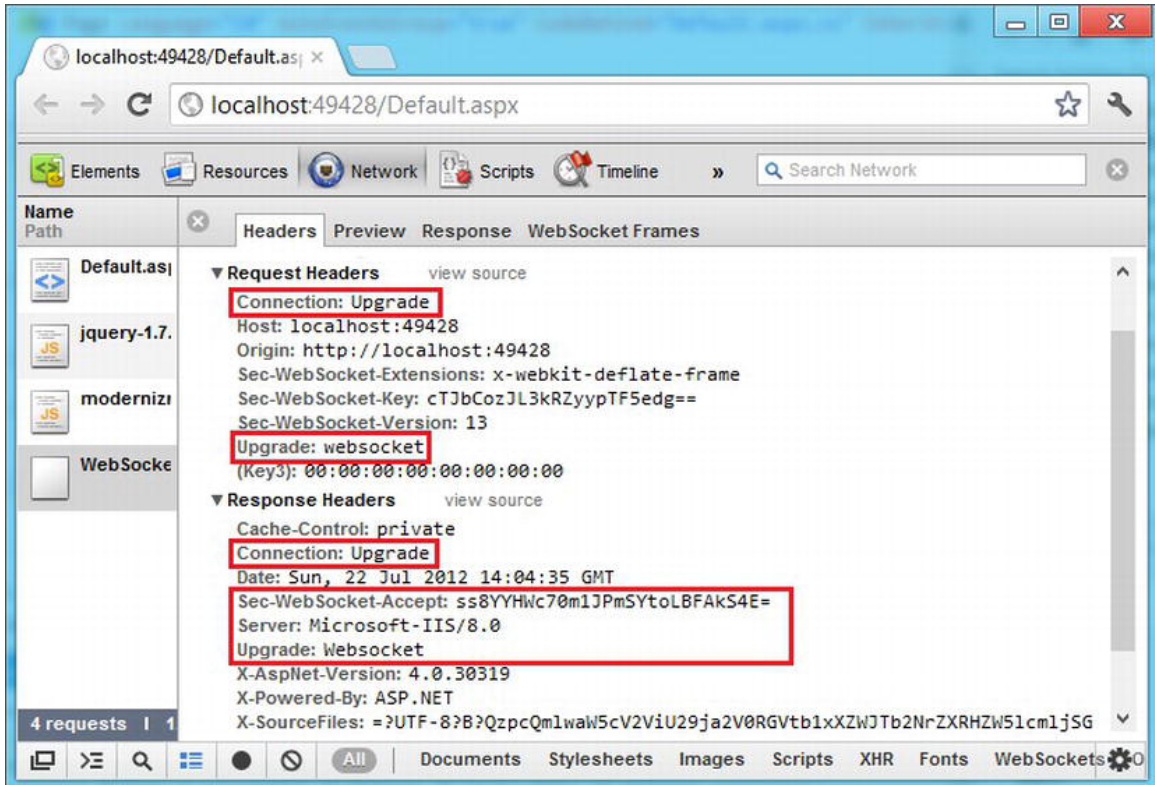 localhost:49428/Default.as
localhost:49428/Default.aspx
Elements Resources Network Scripts Timeline » Search Network
Name
Path
Headers Preview Response WebSocket Frames
Default.as
jquery-1.7.
moderniz
WebSocke
Request Headers view source
Connection: Upgrade
Host: localhost:49428
Origin: http://localhost:49428
Sec-WebSocket-Extensions: x-webkit-deflate-frame
Sec-WebSocket-Key: cTJbCozJL3kRZyypTF5edg==
Sec-WebSocket-Version: 13
Upgrade: websocket
(Key3): 00:00:00:00:00:00:00:00
Response Headers view source
Cache-Control: private
Connection: Upgrade
Date: Sun, 22 Jul 2012 14:04:35 GMT
Sec-WebSocket-Accept: ss8YYHWc70m1JPmSYtoLBFAkS4E=
Server: Microsoft-IIS/8.0
Upgrade: Websocket
X-AspNet-Version: 4.0.30319
X-Powered-By: ASP.NET
X-SourceFiles: =?UTF-8?B?QzpcQmlwaW5cV2ViU29ja2V0RGVtb1xXZWJTb2NrZXRHZW5lcmljSG
4 requests | 1
All Documents Stylesheets Images Scripts XHR Fonts WebSockets